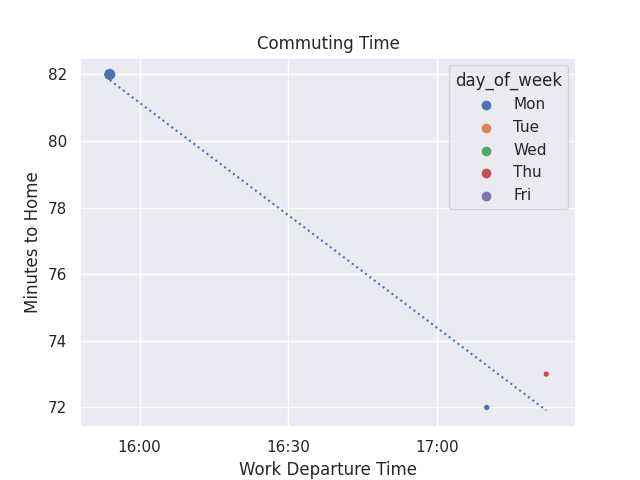 Commuting Time
82
80
78
76
74
72
Minutes to Home
day_of_week
Mon
Tue
Wed
Thu
Fri
16:00
16:30
17:00
Work Departure Time